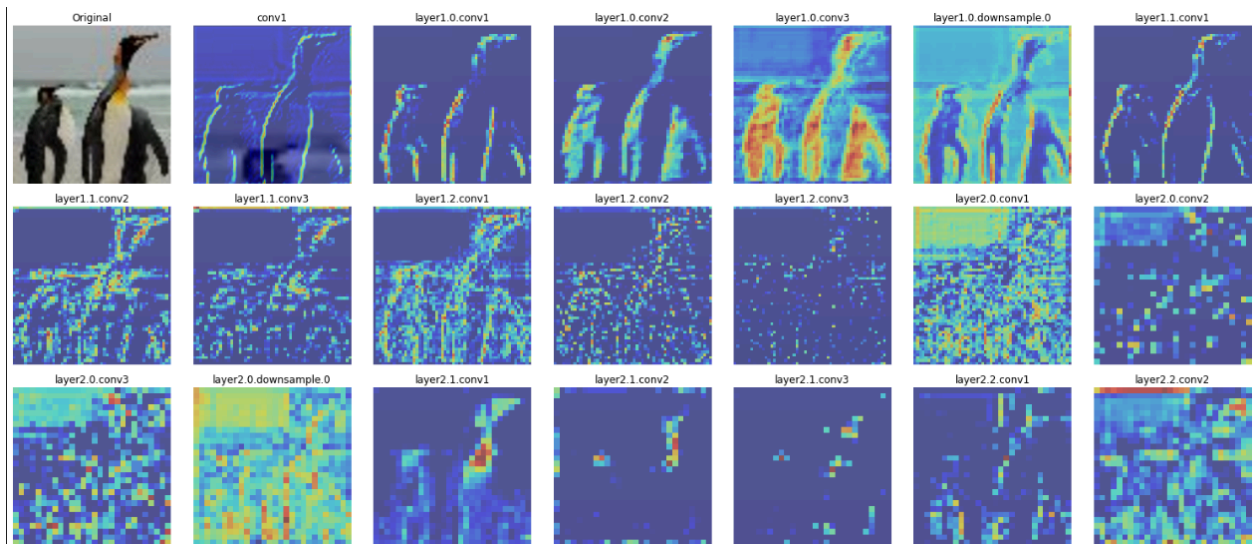 Original conv1 layer1.0.conv1 layer1.0.conv2 layer1.0.conv3 layer1.0.downsample.0 layer1.1.conv1
layer1.1.conv2 layer1.1.conv3 layer1.2.conv1 layer1.2.conv2 layer1.2.conv3 layer2.0.conv1 layer2.0.conv2
layer2.0.conv3 layer2.0.downsample.0 layer2.1.conv1 layer2.1.conv2 layer2.1.conv3 layer2.2.conv1 layer2.2.conv2